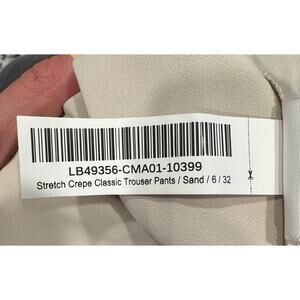 LB49356-CMA01-10399
Stretch Crepe Classic Trouser Pants / Sand / 6 / 32